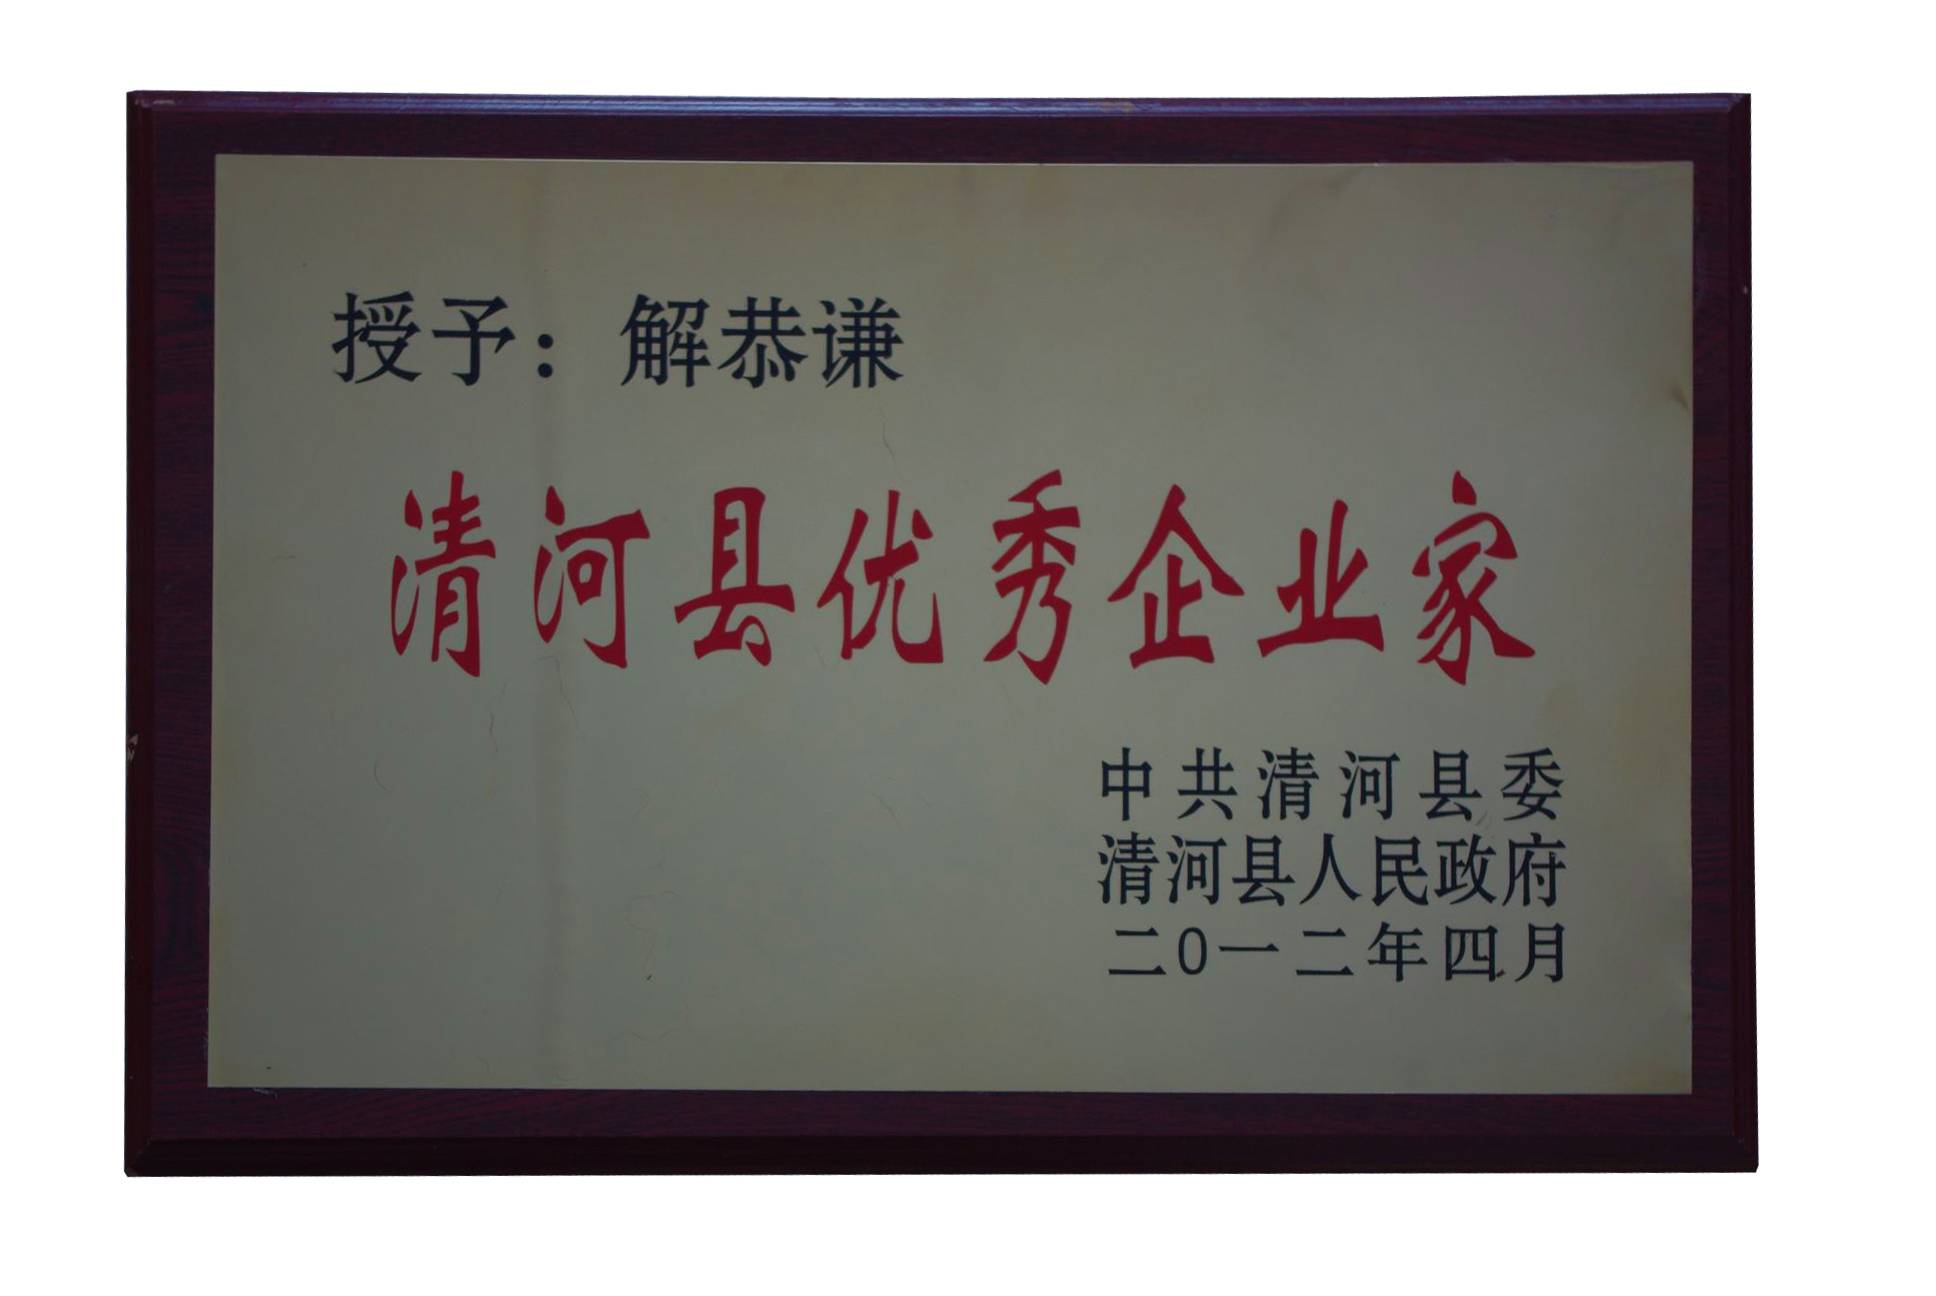 授予：解恭谦
清河县优秀企业家
中共清河县委
清河县人民政府
二0一二年四月